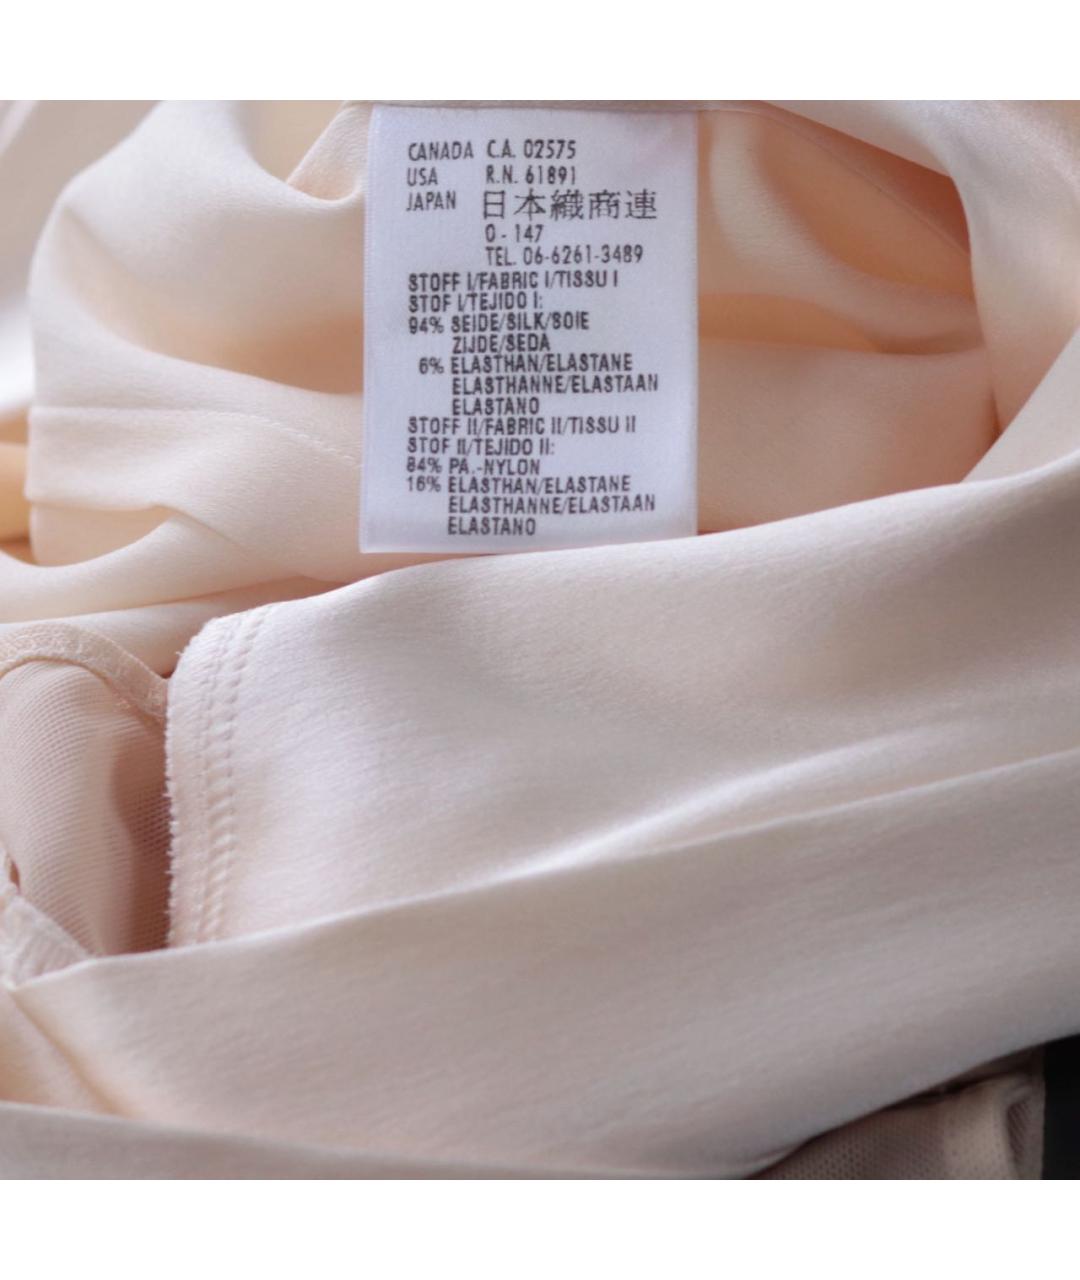 CANADA C.A. 02575
USA R.N. 61891
JAPAN 日本織商連
0-147
TEL. 06-6261-3489
STOFF I/FABRIC I/TISSU I
STOF I/TEJIDO I:
94% SEIDE/SILK/SOIE
ZIJDE/SEDA
6% ELASTHAN/ELASTANE
ELASTHANNE/ELASTAAN
ELASTANO
STOFF II/FABRIC II/TISSU II
STOF II/TEJIDO II:
84% PA.-NYLON
16% ELASTHAN/ELASTANE
ELASTHANNE/ELASTAAN
ELASTANO